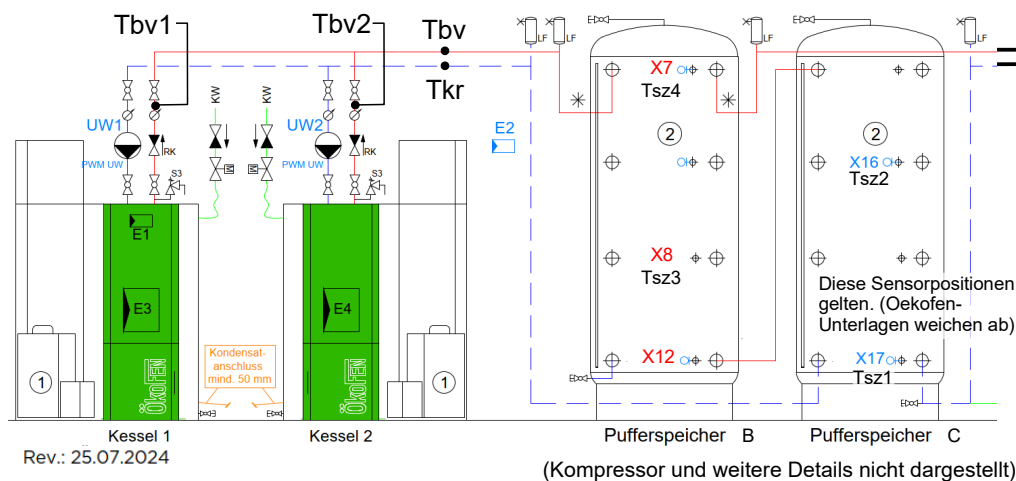 Tbv1
Tbv2
Tbv
Tkr
LF
LF
LF
LF
X7
Tsz4
KW
KW
UW1
UW2
PWM UW
PWM UW
RK
RK
M
M
S3
S3
E2
2
2
X16
Tsz2
E1
X8
Tsz3
E3
E4
Diese Sensorpositionen
gelten. (Oekofen-
Unterlagen weichen ab)
X12
X17
Tsz1
Kondensat-
anschluss
mind. 50 mm
1
1
ÖkoFEN
ÖkoFEN
Kessel 1
Kessel 2
Pufferspeicher B
Pufferspeicher C
Rev.: 25.07.2024
(Kompressor und weitere Details nicht dargestellt)